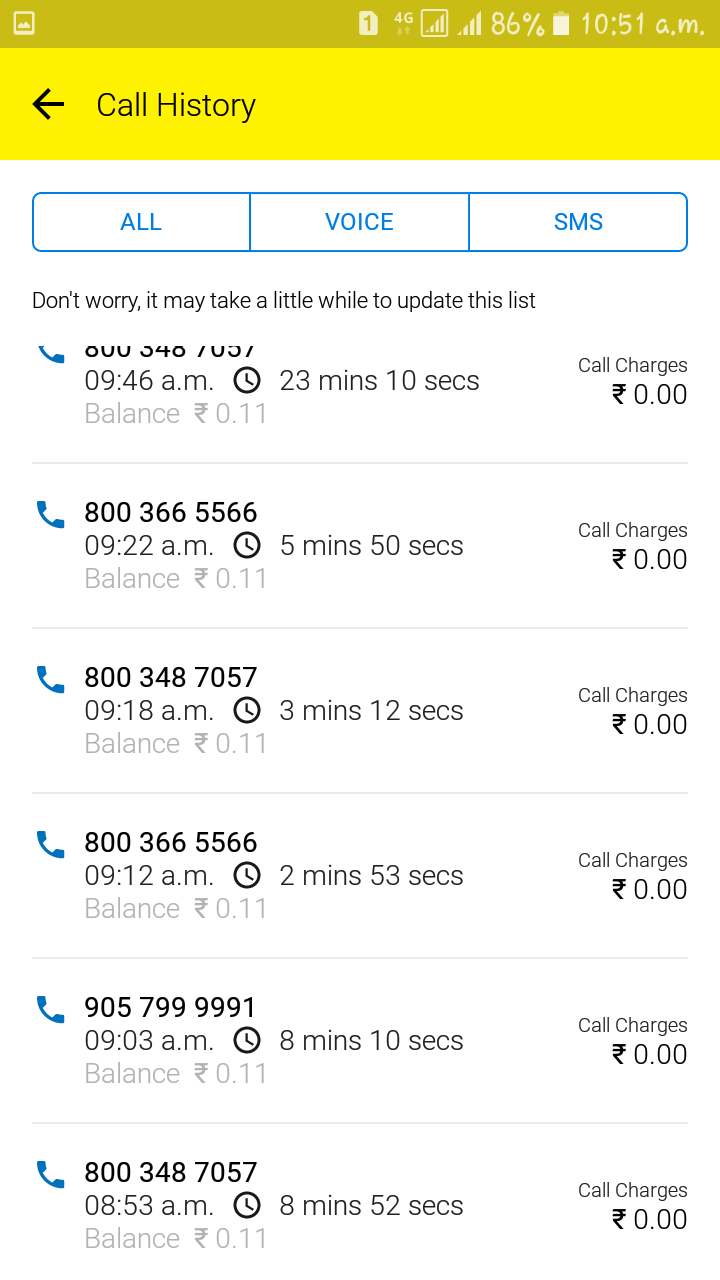 1 4G 86% 10:51 a.m.
Call History
ALL VOICE SMS
Don't worry, it may take a little while to update this list
800 348 7057
Call Charges
09:46 a.m. 23 mins 10 secs
₹ 0.00
Balance ₹ 0.11
800 366 5566
Call Charges
09:22 a.m. 5 mins 50 secs
₹ 0.00
Balance ₹ 0.11
800 348 7057
Call Charges
09:18 a.m. 3 mins 12 secs
₹ 0.00
Balance ₹ 0.11
800 366 5566
Call Charges
09:12 a.m. 2 mins 53 secs
₹ 0.00
Balance ₹ 0.11
905 799 9991
Call Charges
09:03 a.m. 8 mins 10 secs
₹ 0.00
Balance ₹ 0.11
800 348 7057
Call Charges
08:53 a.m. 8 mins 52 secs
₹ 0.00
Balance ₹ 0.11